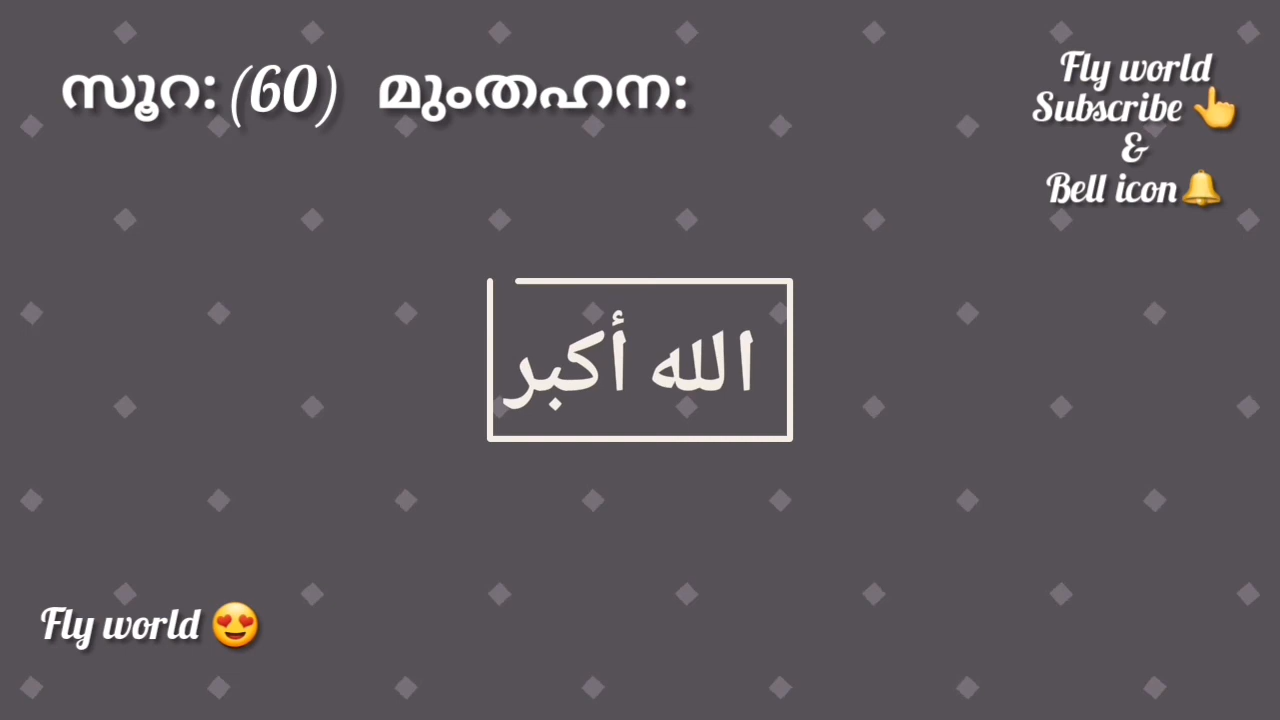 സൂറ: (60) മുംതഹന:
Fly world
Subscribe 👆
&
Bell icon🔔
الله أكبر
Fly world 😍